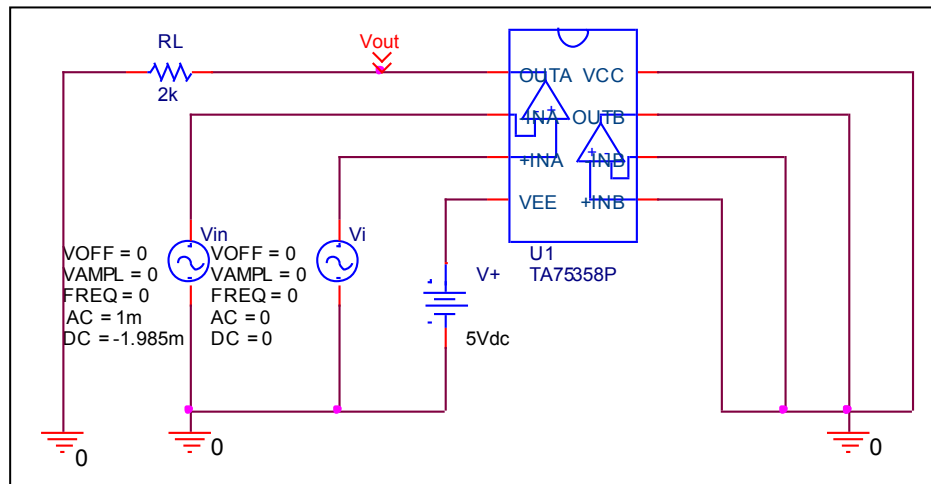 RL
2k
Vout
OUTA
VCC
-INA
OUTB
+INA
-INB
VEE
+INB
U1
TA75358P
Vin
VOFF = 0
VAMPL = 0
FREQ = 0
AC = 1m
DC = -1.985m
Vi
VOFF = 0
VAMPL = 0
FREQ = 0
AC = 0
DC = 0
V+
5Vdc
0
0
0